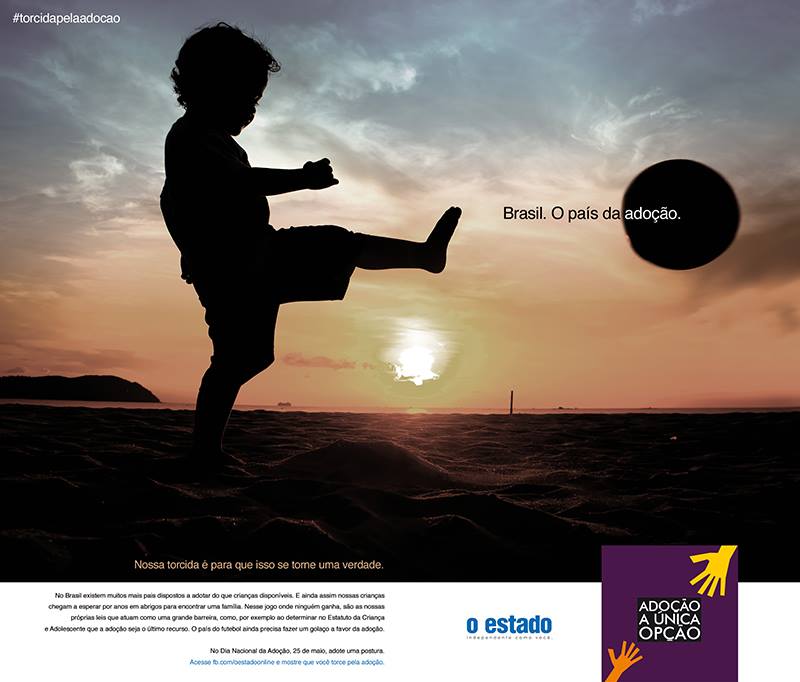 #torcidapelaadocao
Brasil. O país da adoção.
Nossa torcida é para que isso se torne uma verdade.
No Brasil existem muitos mais pais dispostos a adotar do que crianças disponíveis. E ainda assim nossas crianças
chegam a esperar por anos em abrigos para encontrar uma família. Nesse jogo onde ninguém ganha, são as nossas
próprias leis que atuam como uma grande barreira, como, por exemplo ao determinar no Estatuto da Criança
e Adolescente que a adoção seja o último recurso. O país do futebol ainda precisa fazer um golaço a favor da adoção.
No Dia Nacional da Adoção, 25 de maio, adote uma postura.
Acesse fb.com/oestadoonline e mostre que você torce pela adoção.
o estado
independente como você.
ADOÇÃO
A ÚNICA
OPÇÃO